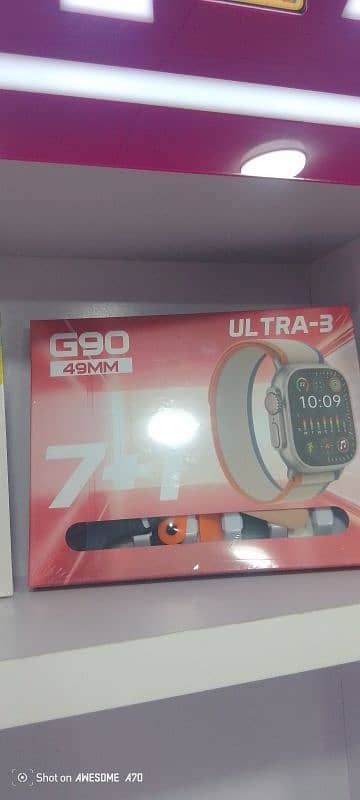 G90
49MM
ULTRA-3
10:09
7+1
Shot on AWESOME A70